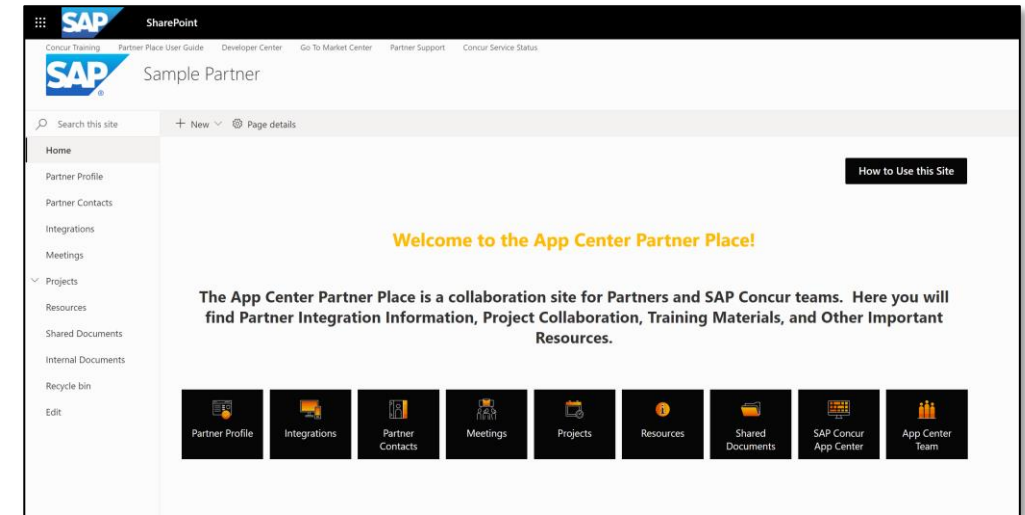 SAP SharePoint
Concur Training Partner Place User Guide Developer Center Go To Market Center Partner Support Concur Service Status
SAP ® Sample Partner
Search this site
+ New Page details
Home
Partner Profile
Partner Contacts
Integrations
Meetings
Projects
Resources
Shared Documents
Internal Documents
Recycle bin
Edit
How to Use this Site
Welcome to the App Center Partner Place!
The App Center Partner Place is a collaboration site for Partners and SAP Concur teams. Here you will
find Partner Integration Information, Project Collaboration, Training Materials, and Other Important
Resources.
Partner Profile
Integrations
Partner
Contacts
Meetings
Projects
Resources
Shared
Documents
SAP Concur
App Center
App Center
Team